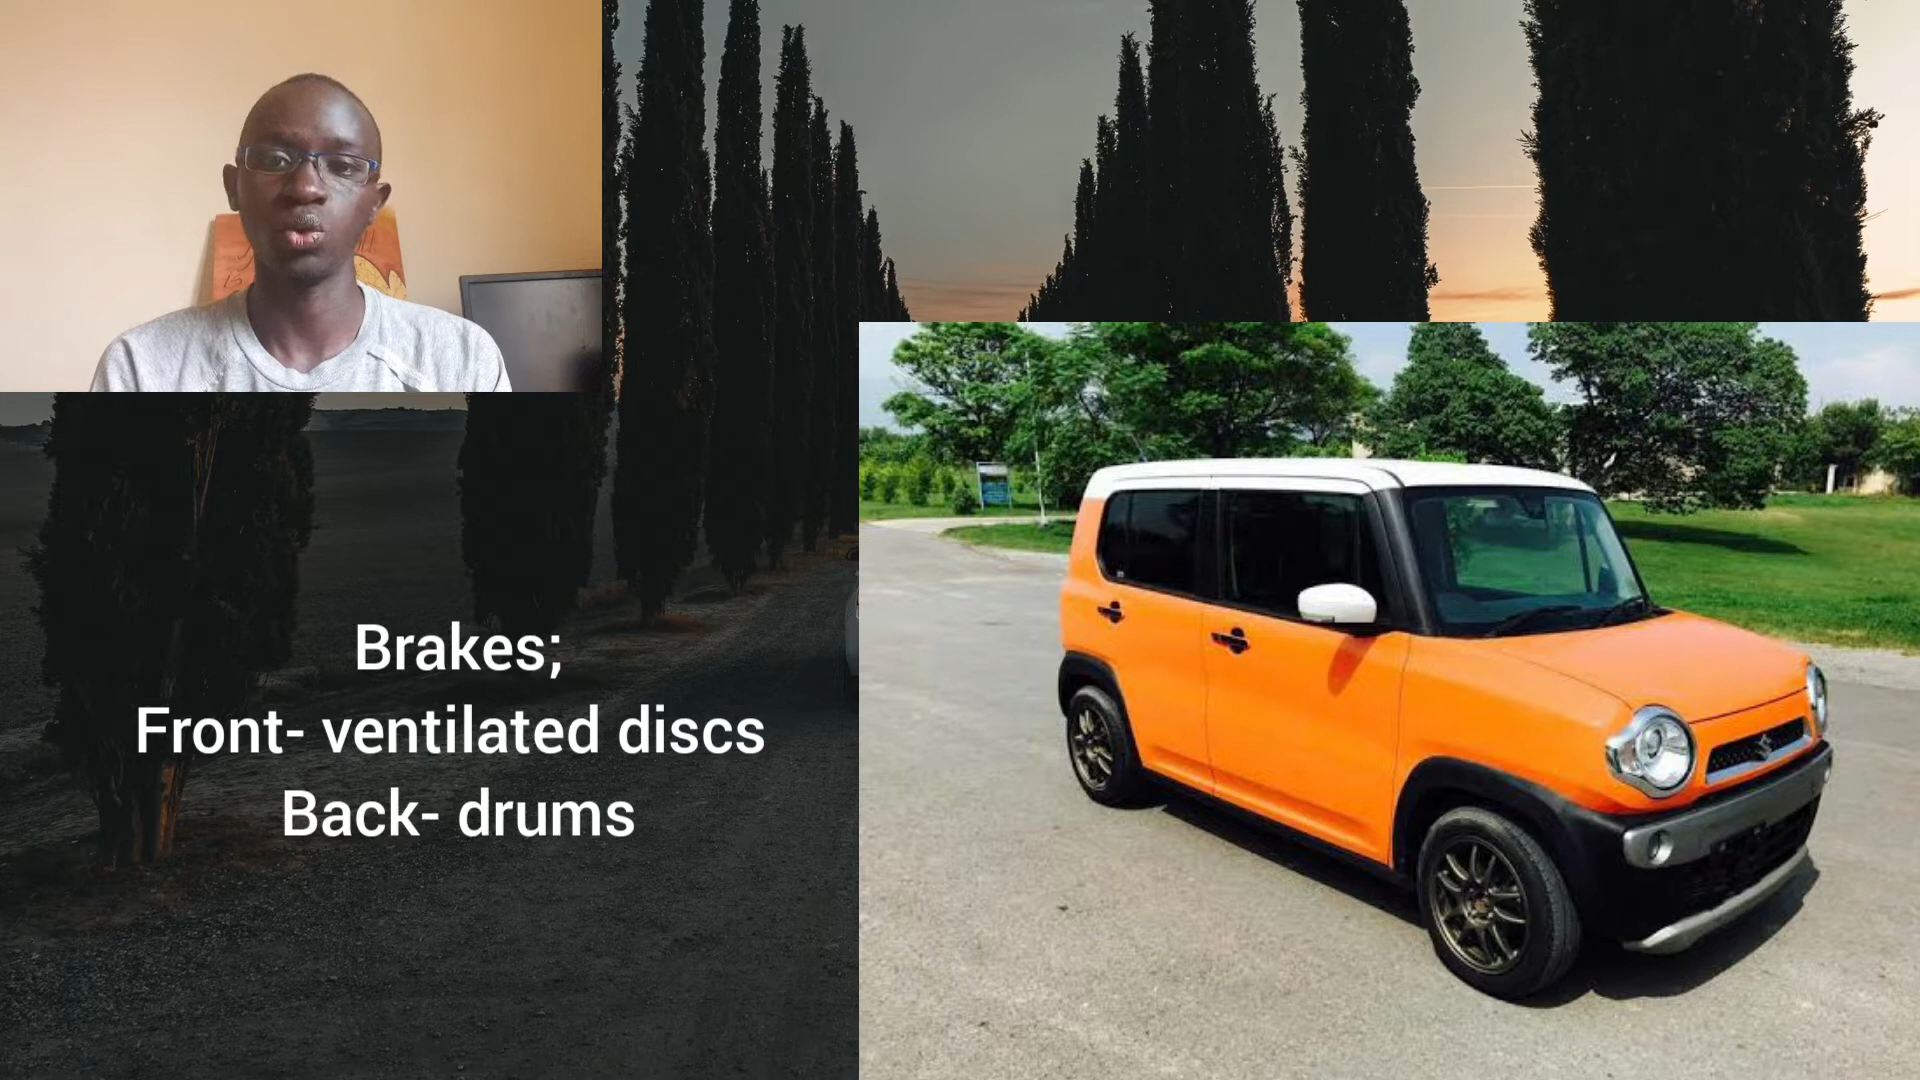 Brakes;
Front- ventilated discs
Back- drums